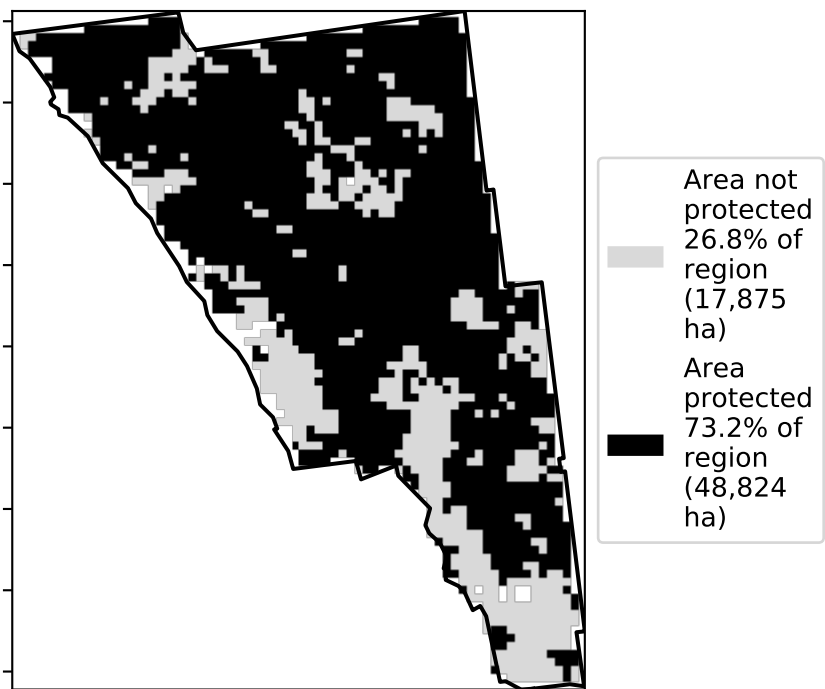 Area not
protected
26.8% of
region
(17,875
ha)
Area
protected
73.2% of
region
(48,824
ha)